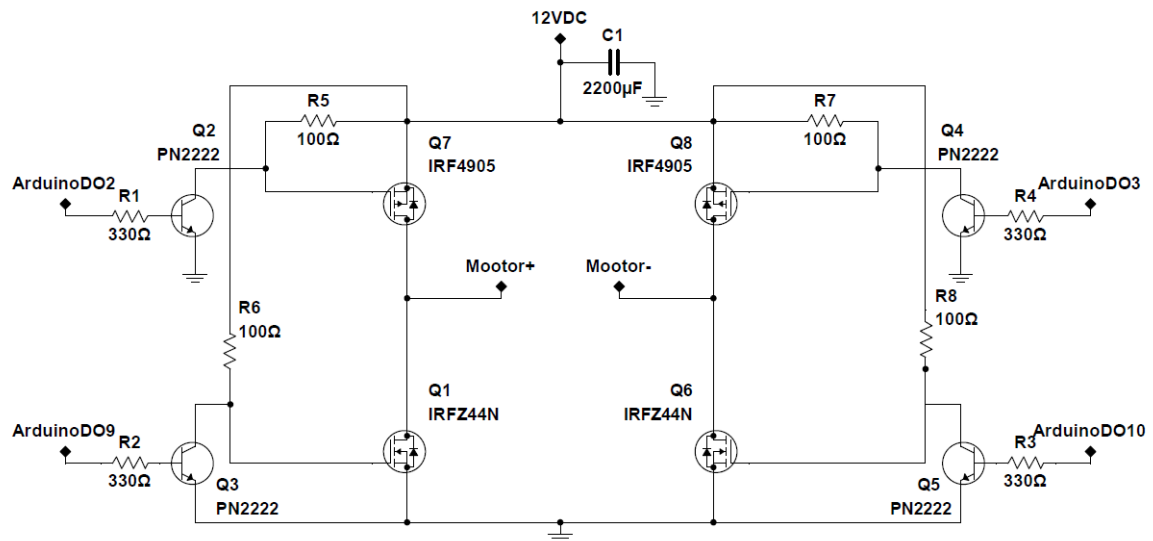 12VDC
C1
2200µF
R5
100Ω
R7
100Ω
Q2
PN2222
Q7
IRF4905
Q8
IRF4905
Q4
PN2222
ArduinoDO2
R1
330Ω
R4
330Ω
ArduinoDO3
Mootor+
Mootor-
R6
100Ω
R8
100Ω
Q1
IRFZ44N
Q6
IRFZ44N
ArduinoDO9
R2
330Ω
Q3
PN2222
R3
330Ω
ArduinoDO10
Q5
PN2222